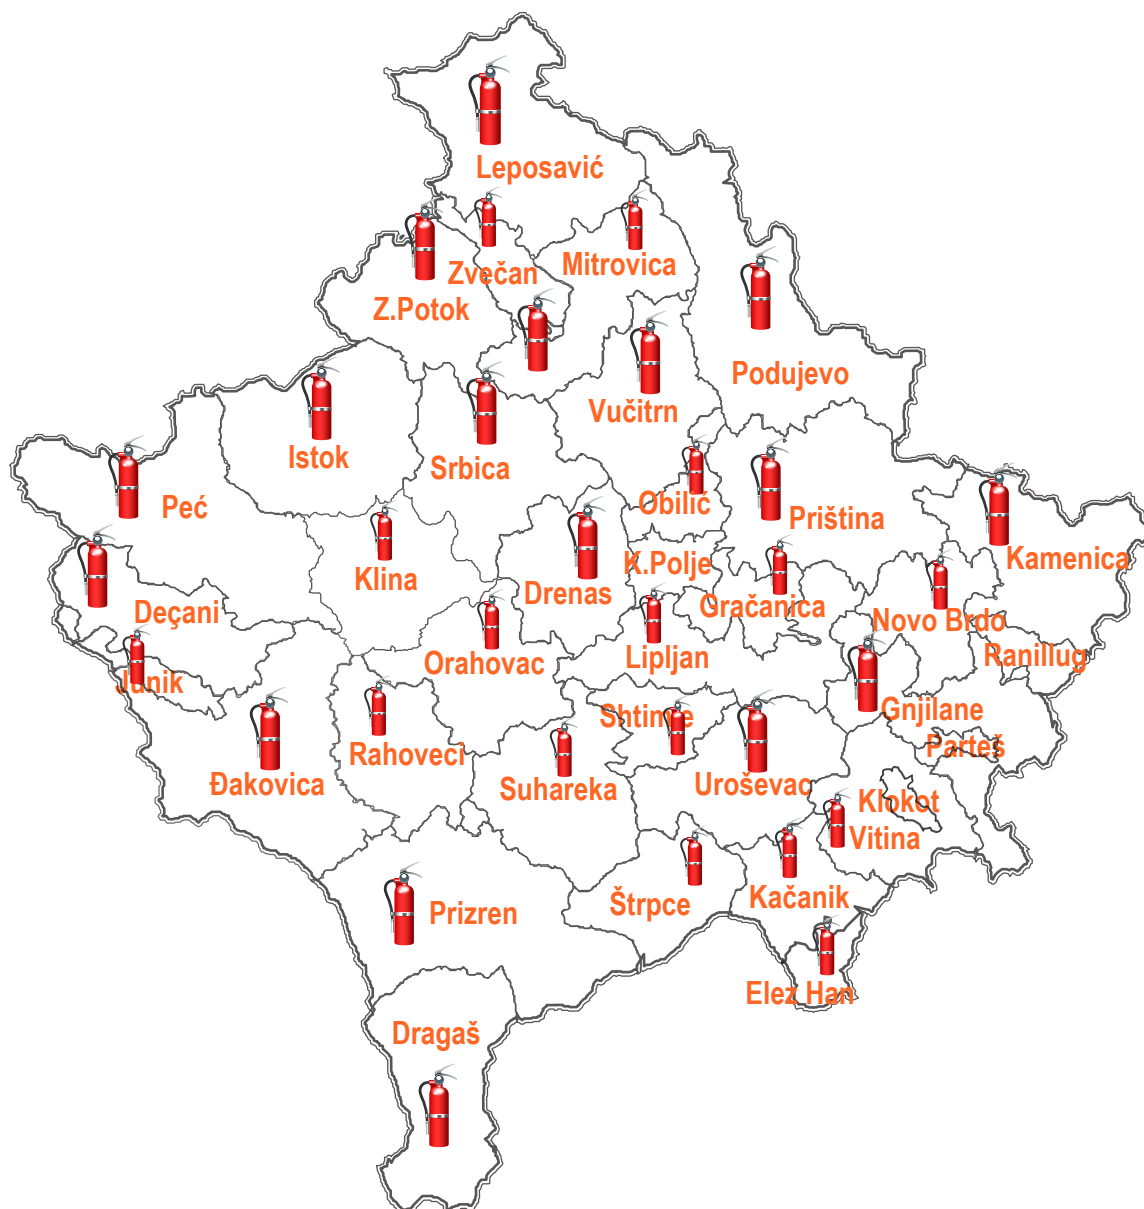 Leposavić
Zvečan
Mitrovica
Z.Potok
Podujevo
Vučitrn
Istok
Srbica
Peć
Obilić
Priština
K.Polje
Kamenica
Klina
Drenas
Gračanica
Deçani
Novo Brdo
Orahovac
Lipljan
Ranillug
Junik
Shtime
Gnjilane
Parteš
Rahoveci
Đakovica
Suhareka
Uroševac
Klokot
Vitina
Štrpce
Kačanik
Prizren
Elez Han
Dragaš